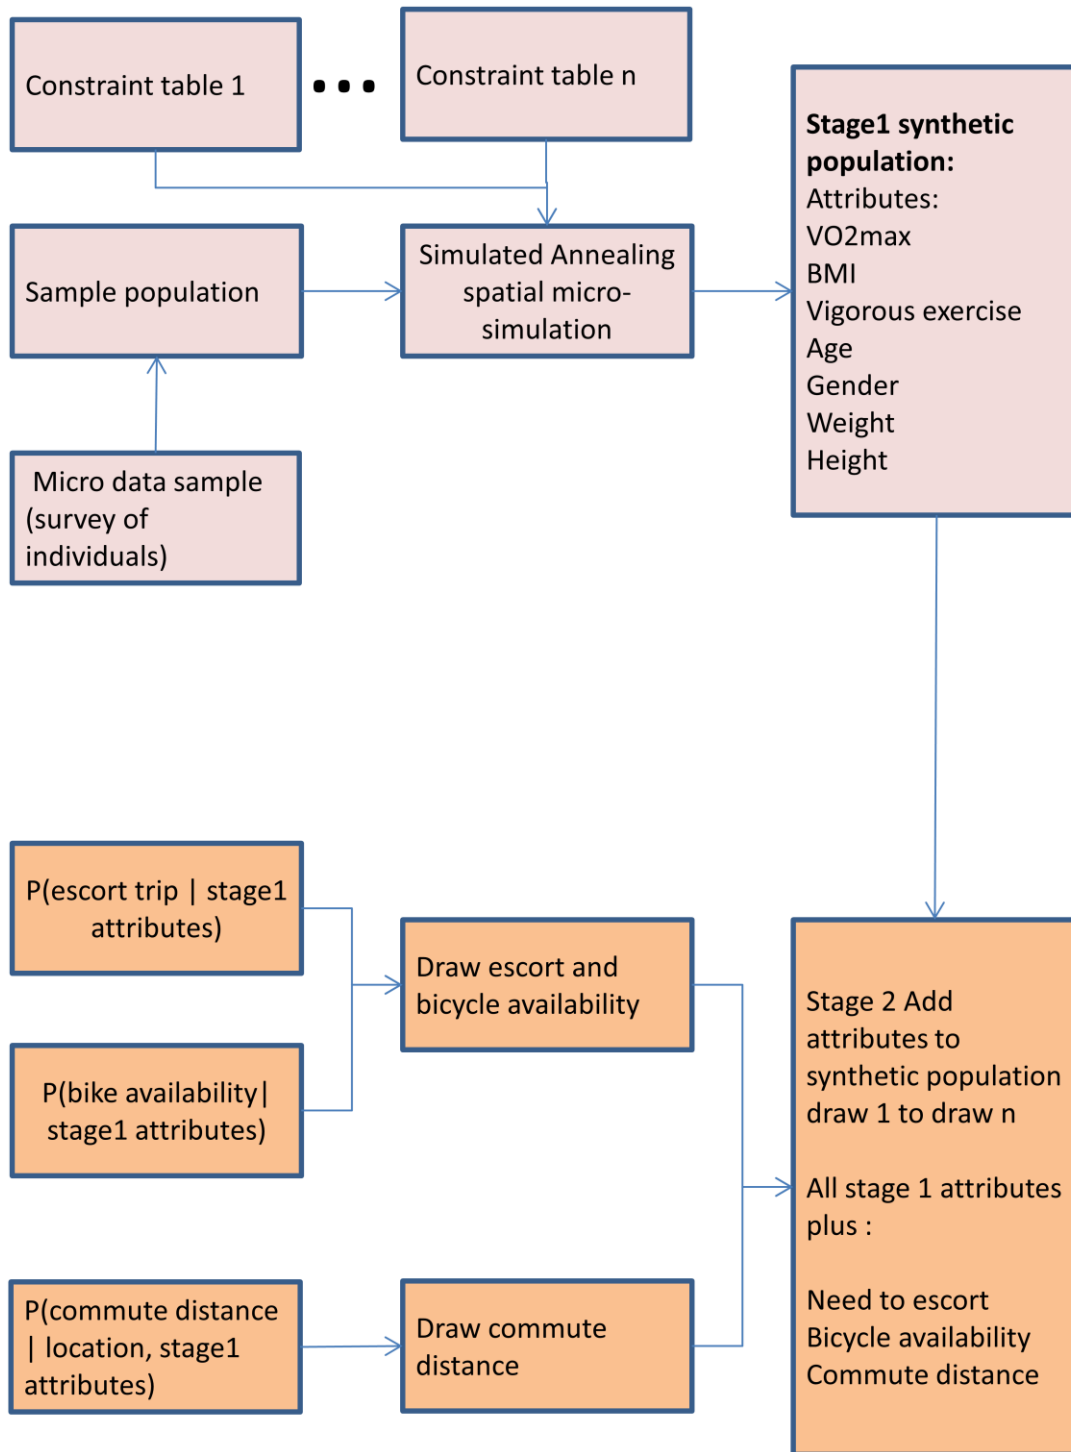 Constraint table 1
...
Constraint table n
Stage1 synthetic
population:
Attributes:
VO2max
BMI
Vigorous exercise
Age
Gender
Weight
Height
Sample population
Simulated Annealing
spatial micro-
simulation
Micro data sample
(survey of
individuals)
P(escort trip | stage1
attributes)
Draw escort and
bicycle availability
P(bike availability|
stage1 attributes)
P(commute distance
| location, stage1
attributes)
Draw commute
distance
Stage 2 Add
attributes to
synthetic population
draw 1 to draw n
All stage 1 attributes
plus :
Need to escort
Bicycle availability
Commute distance